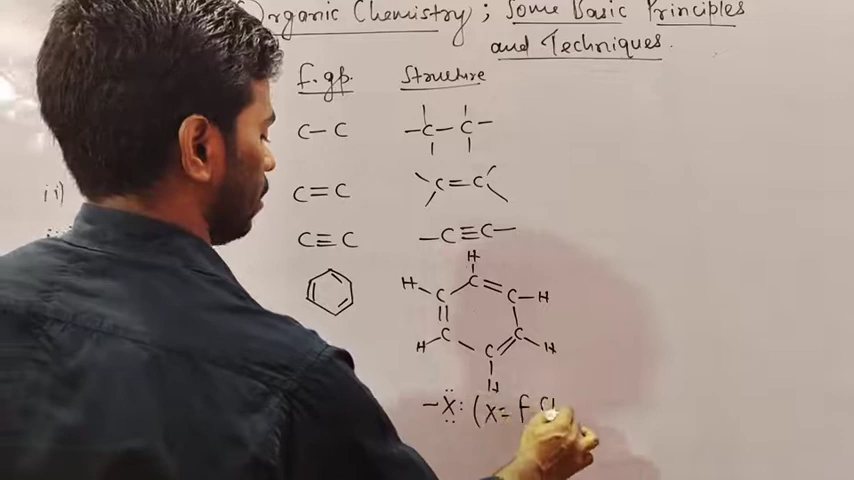 Organic Chemistry ; Some Basic Principles
and Techniques.
f. gp. Structure
C–C –C–C–
ii) C=C C=C
C≡C –C≡C–
H
H C C H
H C C H
C
H
–Ẍ: (X= F Cl